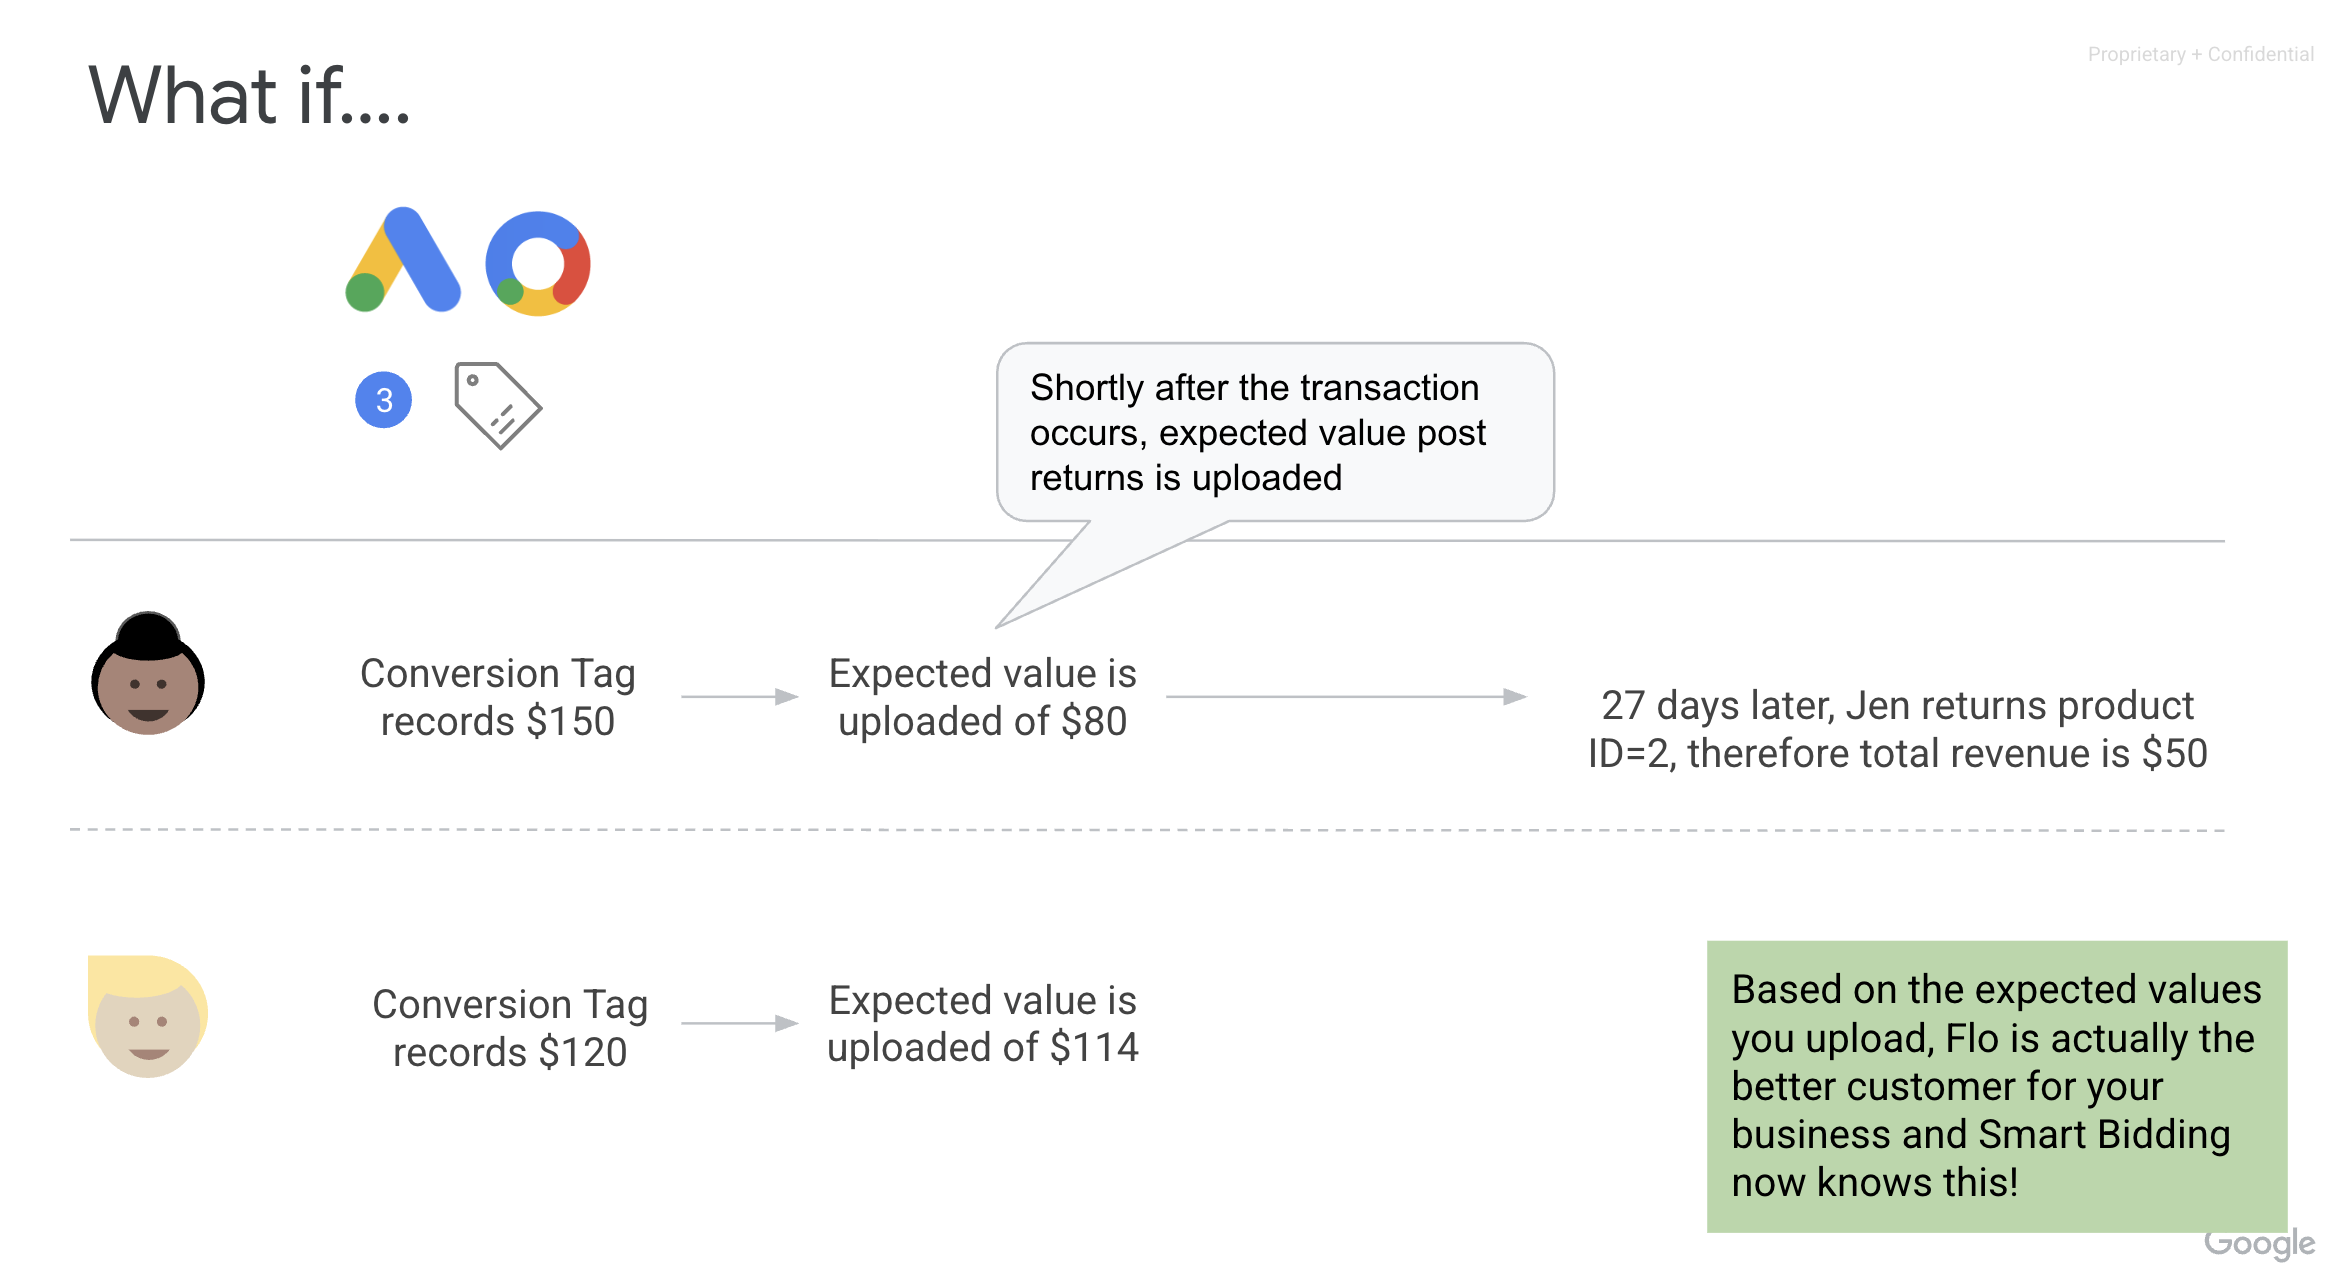 Proprietary + Confidential
What if....
3
Shortly after the transaction
occurs, expected value post
returns is uploaded
Conversion Tag
records $150
Expected value is
uploaded of $80
27 days later, Jen returns product
ID=2, therefore total revenue is $50
Conversion Tag
records $120
Expected value is
uploaded of $114
Based on the expected values
you upload, Flo is actually the
better customer for your
business and Smart Bidding
now knows this!
Google